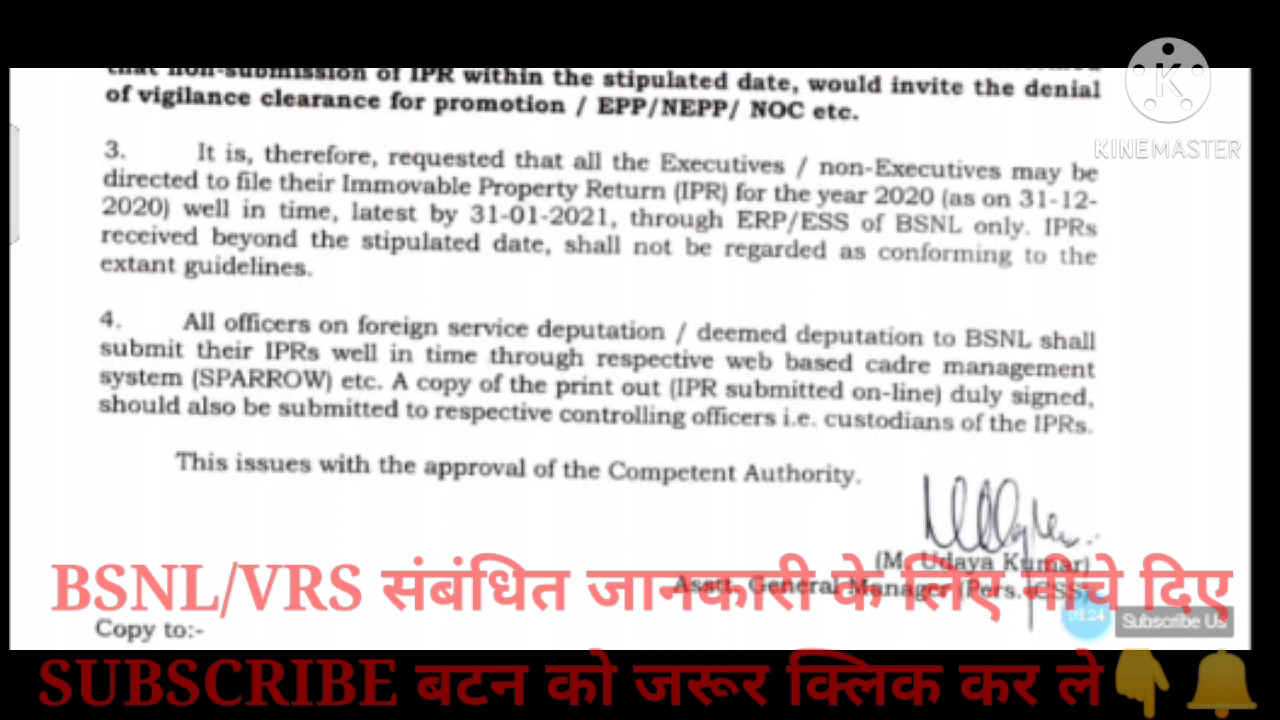 that non-submission of IPR within the stipulated date, would invite the denial
of vigilance clearance for promotion / EPP/NEPP/ NOC etc.
KINEMASTER
3. It is, therefore, requested that all the Executives / non-Executives may be
directed to file their Immovable Property Return (IPR) for the year 2020 (as on 31-12-
2020) well in time, latest by 31-01-2021, through ERP/ESS of BSNL only. IPRs
received beyond the stipulated date, shall not be regarded as conforming to the
extant guidelines.
4. All officers on foreign service deputation / deemed deputation to BSNL shall
submit their IPRs well in time through respective web based cadre management
system (SPARROW) etc. A copy of the print out (IPR submitted on-line) duly signed,
should also be submitted to respective controlling officers i.e. custodians of the IPRs.
This issues with the approval of the Competent Authority.
(M. Udaya Kumar)
Asstt. General Manager (Pers. CSS)
BSNL/VRS संबंधित जानकारी के लिए नीचे दिए
03:24
Subscribe Us
Copy to:-
SUBSCRIBE बटन को जरूर क्लिक कर ले